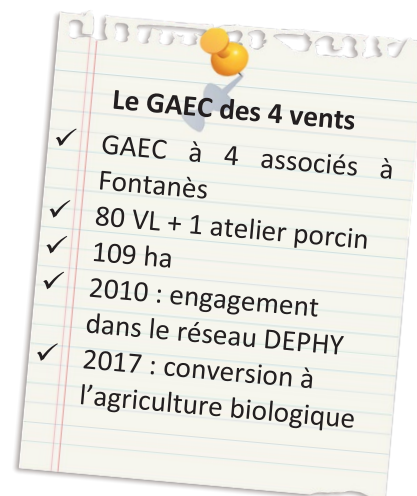 Le GAEC des 4 vents
✓ GAEC à 4 associés à
Fontanès
✓ 80 VL + 1 atelier porcin
✓ 109 ha
✓ 2010 : engagement
dans le réseau DEPHY
✓ 2017 : conversion à
l'agriculture biologique